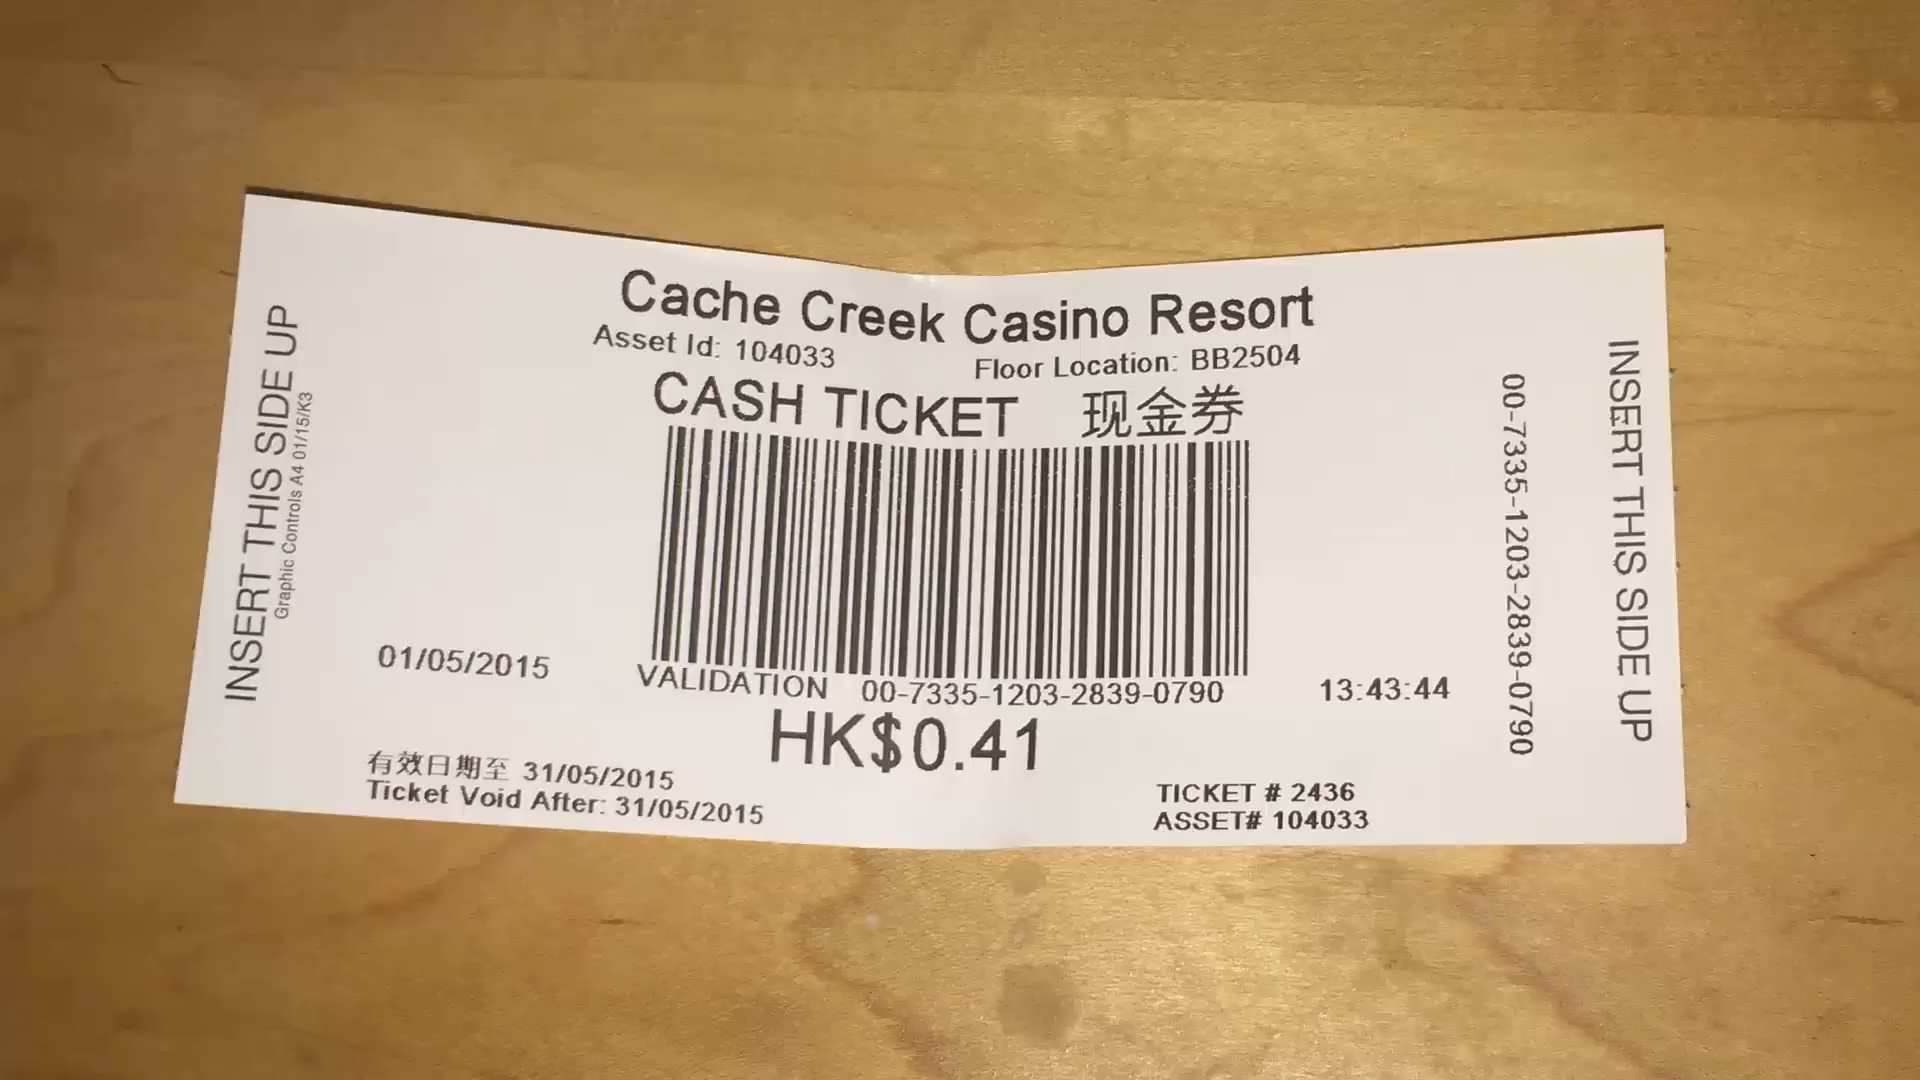 Cache Creek Casino Resort
Asset Id: 104033
Floor Location: BB2504
CASH TICKET 现金券
INSERT THIS SIDE UP
Graphic Controls A4 01/15/K3
01/05/2015
VALIDATION 00-7335-1203-2839-0790
13:43:44
HK$0.41
有效日期至 31/05/2015
Ticket Void After: 31/05/2015
TICKET # 2436
ASSET# 104033
00-7335-1203-2839-0790
INSERT THIS SIDE UP